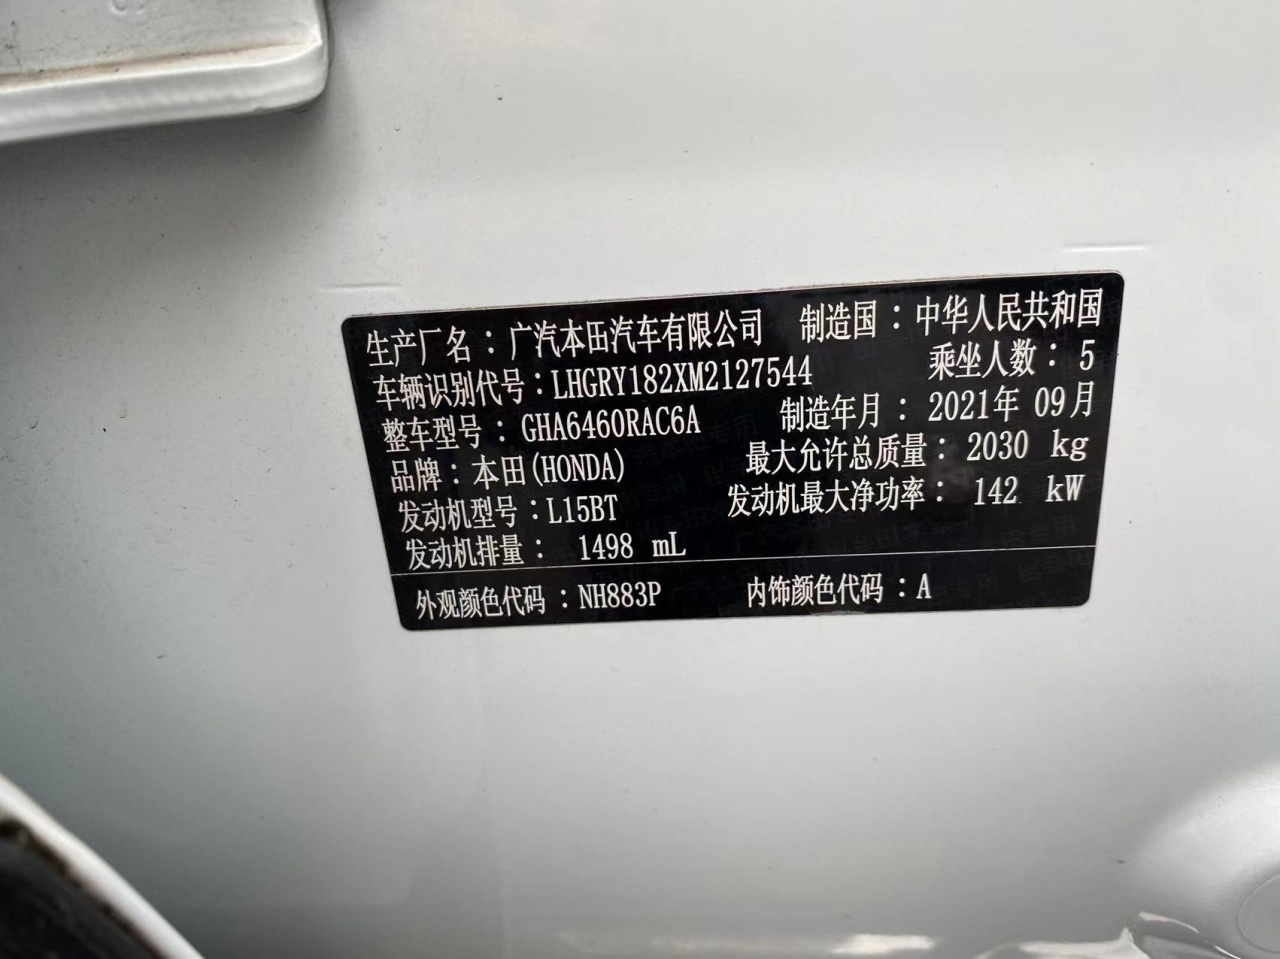 生产厂名：广汽本田汽车有限公司 制造国：中华人民共和国
车辆识别代号：LHGRY182XM2127544 乘坐人数：5
整车型号：GHA6460RAC6A 制造年月：2021年 09月
品牌：本田(HONDA) 最大允许总质量：2030 kg
发动机型号：L15BT 发动机最大净功率：142 kW
发动机排量：1498 mL
外观颜色代码：NH883P 内饰颜色代码：A